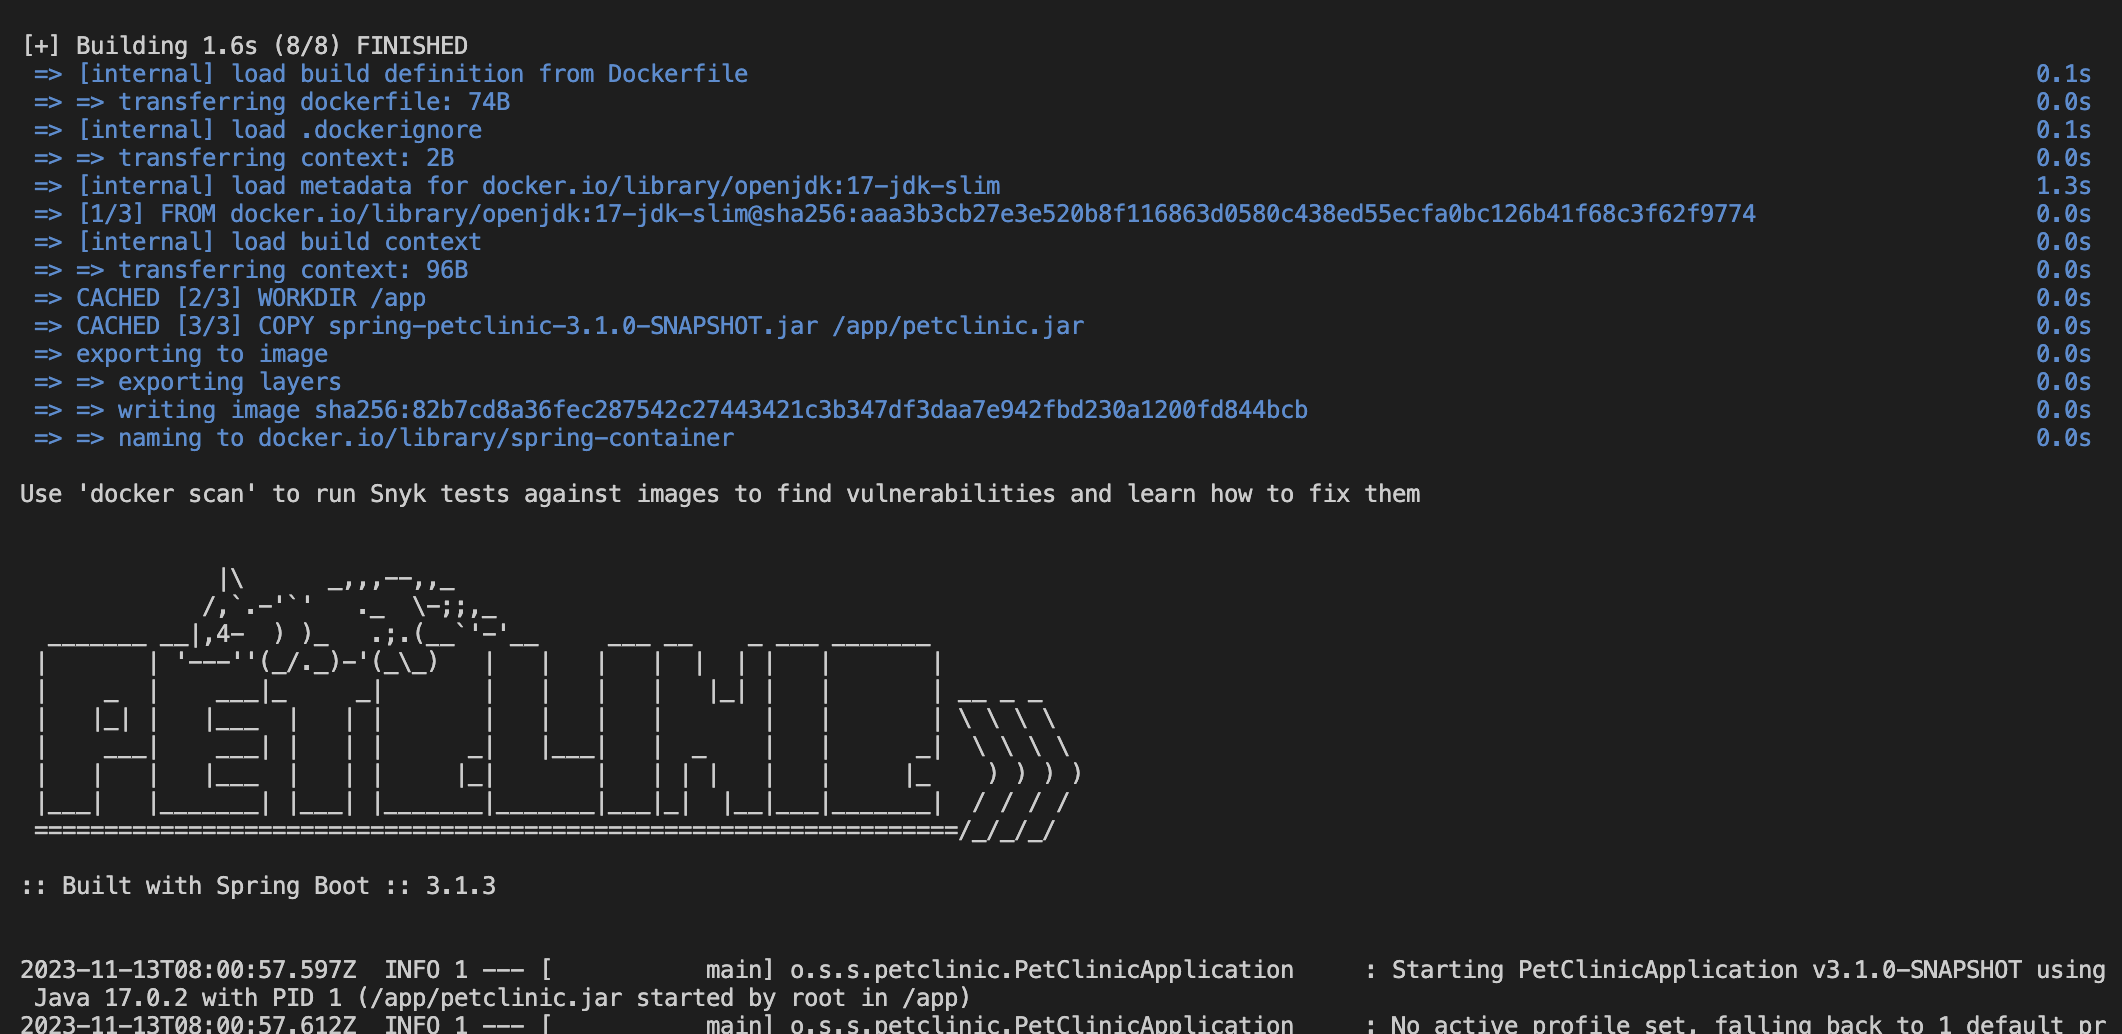 [+] Building 1.6s (8/8) FINISHED
 => [internal] load build definition from Dockerfile 0.1s
 => => transferring dockerfile: 74B 0.0s
 => [internal] load .dockerignore 0.1s
 => => transferring context: 2B 0.0s
 => [internal] load metadata for docker.io/library/openjdk:17-jdk-slim 1.3s
 => [1/3] FROM docker.io/library/openjdk:17-jdk-slim@sha256:aaa3b3cb27e3e520b8f116863d0580c438ed55ecfa0bc126b41f68c3f62f9774 0.0s
 => [internal] load build context 0.0s
 => => transferring context: 96B 0.0s
 => CACHED [2/3] WORKDIR /app 0.0s
 => CACHED [3/3] COPY spring-petclinic-3.1.0-SNAPSHOT.jar /app/petclinic.jar 0.0s
 => exporting to image 0.0s
 => => exporting layers 0.0s
 => => writing image sha256:82b7cd8a36fec287542c27443421c3b347df3daa7e942fbd230a1200fd844bcb 0.0s
 => => naming to docker.io/library/spring-container 0.0s
Use 'docker scan' to run Snyk tests against images to find vulnerabilities and learn how to fix them
PETCLINIC
:: Built with Spring Boot :: 3.1.3
2023-11-13T08:00:57.597Z  INFO 1 --- [           main] o.s.s.petclinic.PetClinicApplication     : Starting PetClinicApplication v3.1.0-SNAPSHOT using
 Java 17.0.2 with PID 1 (/app/petclinic.jar started by root in /app)
2023-11-13T08:00:57.612Z  INFO 1 --- [           main] o.s.s.petclinic.PetClinicApplication     : No active profile set, falling back to 1 default pr